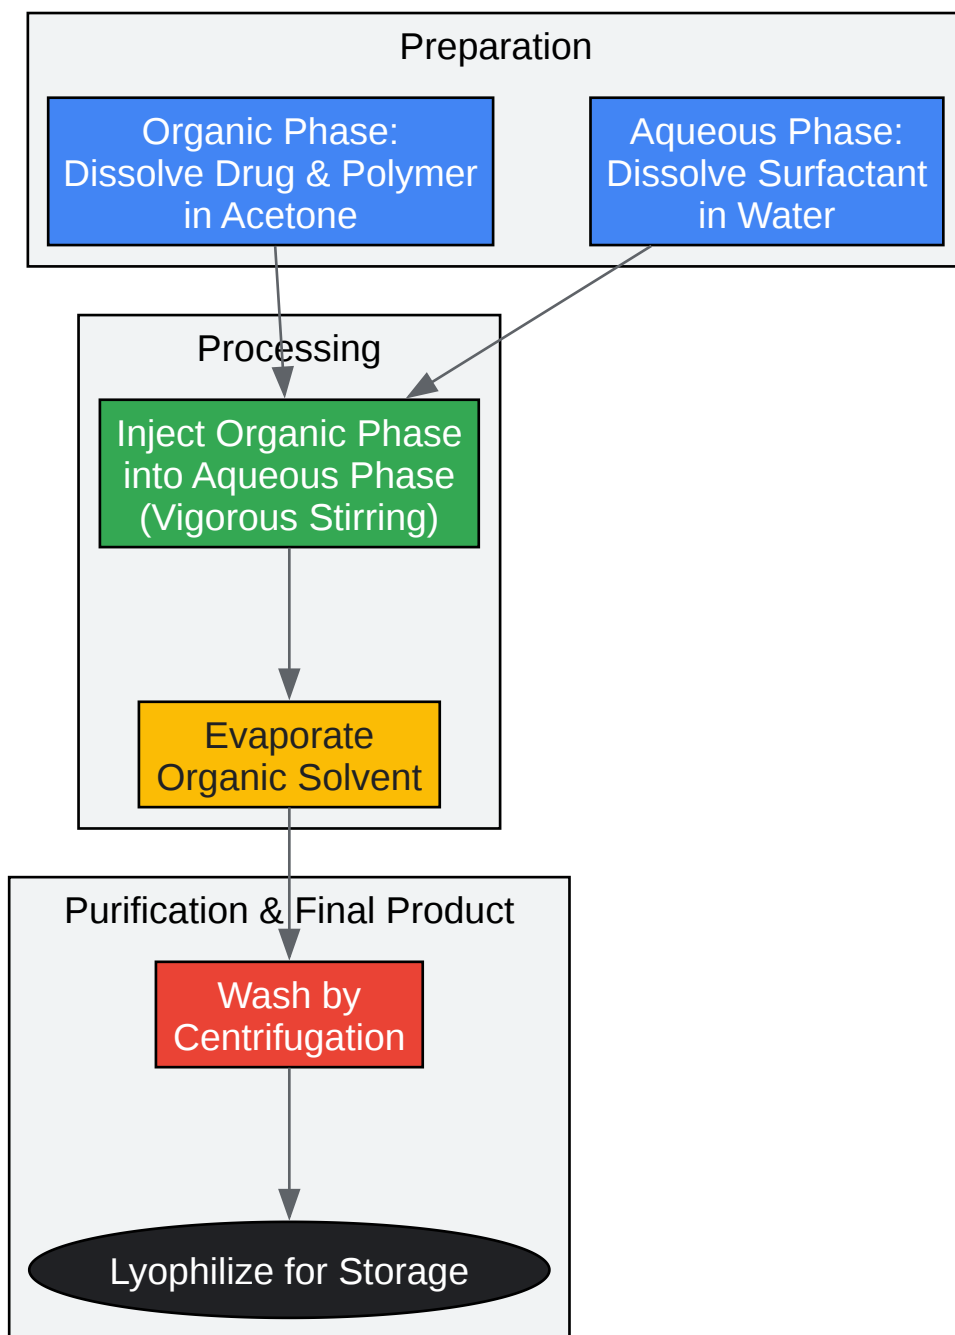 Preparation
Organic Phase:
Dissolve Drug & Polymer
in Acetone
Aqueous Phase:
Dissolve Surfactant
in Water
Processing
Inject Organic Phase
into Aqueous Phase
(Vigorous Stirring)
Evaporate
Organic Solvent
Purification & Final Product
Wash by
Centrifugation
Lyophilize for Storage